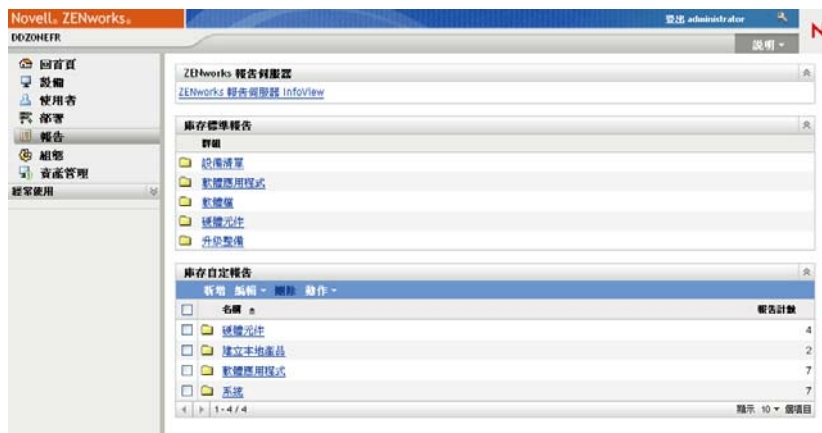 Novell® ZENworks®
登出 administrator
DDZONEFR
說明
回首頁
設備
使用者
部署
報告
組態
資產管理
經常使用
ZENworks 報告伺服器
ZENworks 報告伺服器 InfoView
庫存標準報告
群組
設備清單
軟體應用程式
軟體檔
硬體元件
升級整備
庫存自定報告
新增 編輯 刪除 動作
名稱 報告計數
硬體元件 4
建立本地產品 2
軟體應用程式 7
系統 7
1 - 4 / 4 顯示 10 個項目